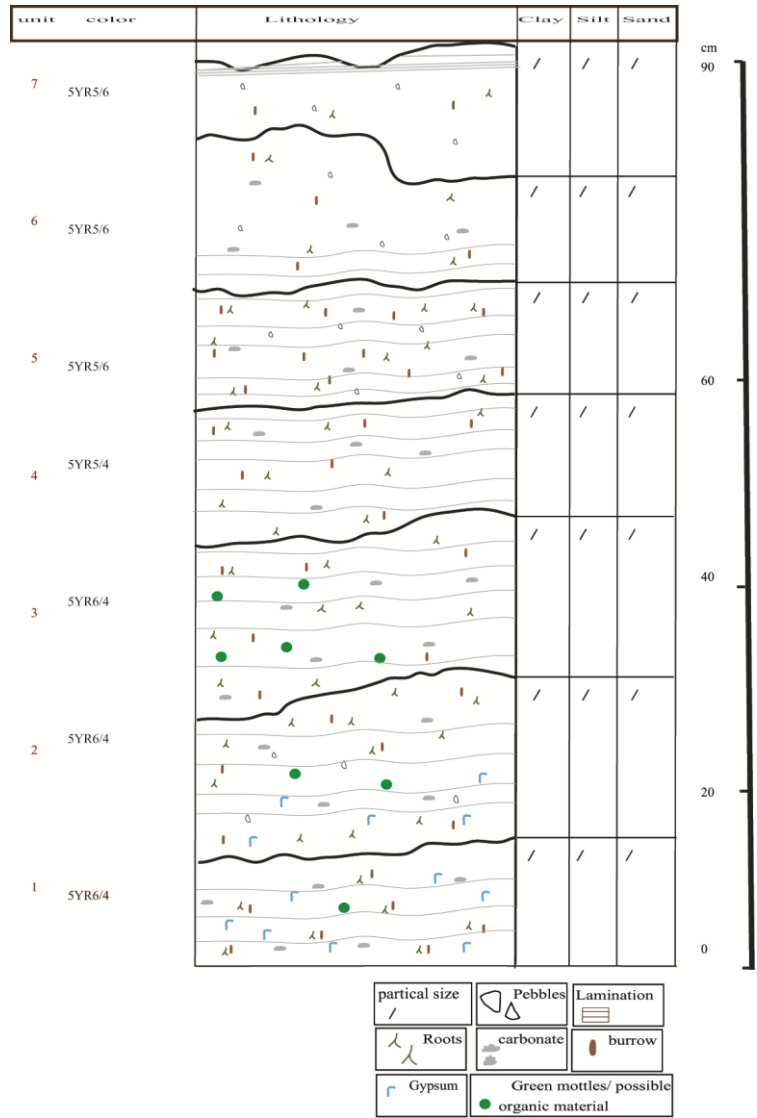 unit color Lithology Clay Silt Sand
cm
90
7 5YR5/6
6 5YR5/6
5 5YR5/6
60
4 5YR5/4
40
3 5YR6/4
2 5YR6/4
20
1 5YR6/4
0
partical size Pebbles Lamination
Roots carbonate burrow
Gypsum Green mottles/ possible
organic material